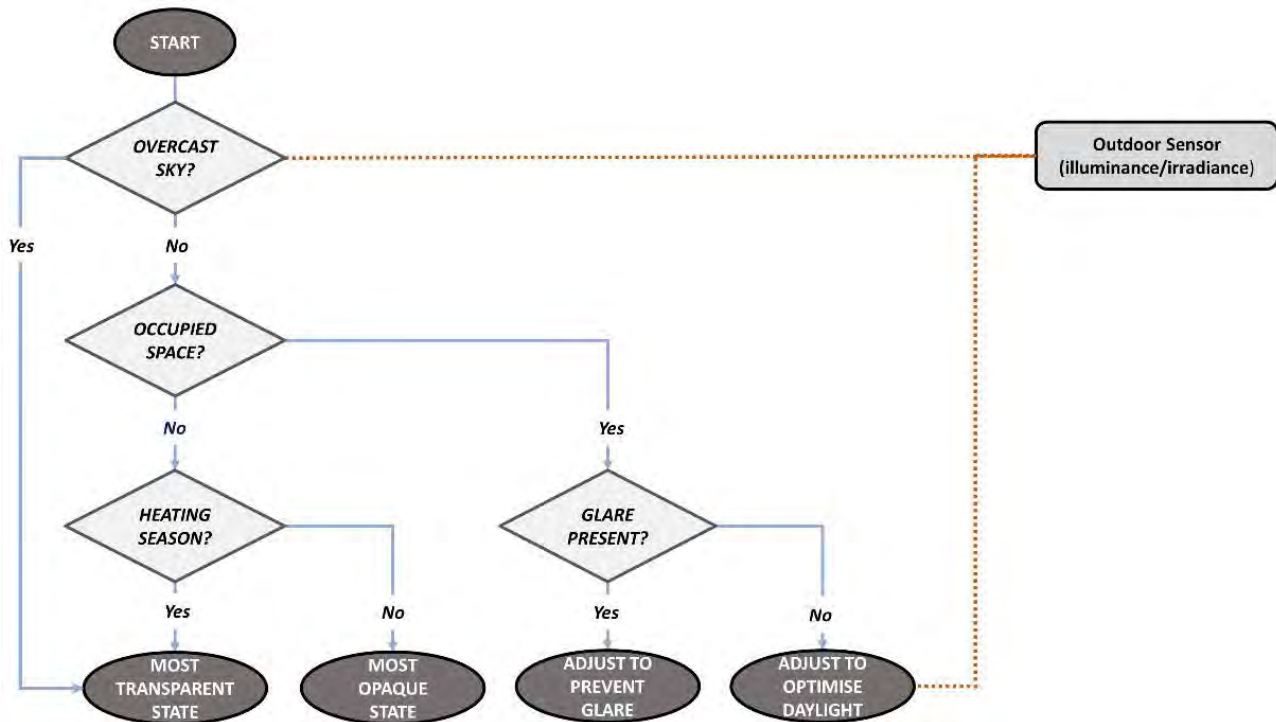 START
OVERCAST
SKY?
Outdoor Sensor
(illuminance/irradiance)
Yes
No
OCCUPIED
SPACE?
No
Yes
HEATING
SEASON?
GLARE
PRESENT?
Yes
No
Yes
No
MOST
TRANSPARENT
STATE
MOST
OPAQUE
STATE
ADJUST TO
PREVENT
GLARE
ADJUST TO
OPTIMISE
DAYLIGHT